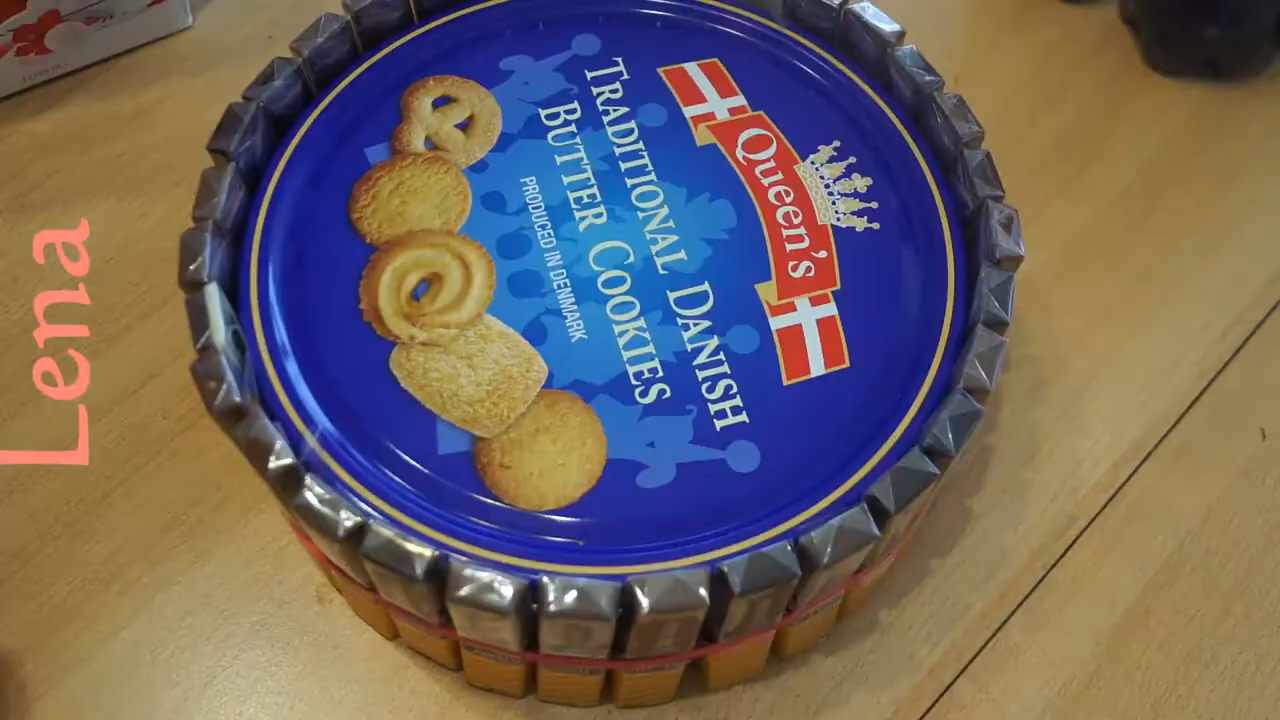 Lena
Queen's
TRADITIONAL DANISH
BUTTER COOKIES
PRODUCED IN DENMARK